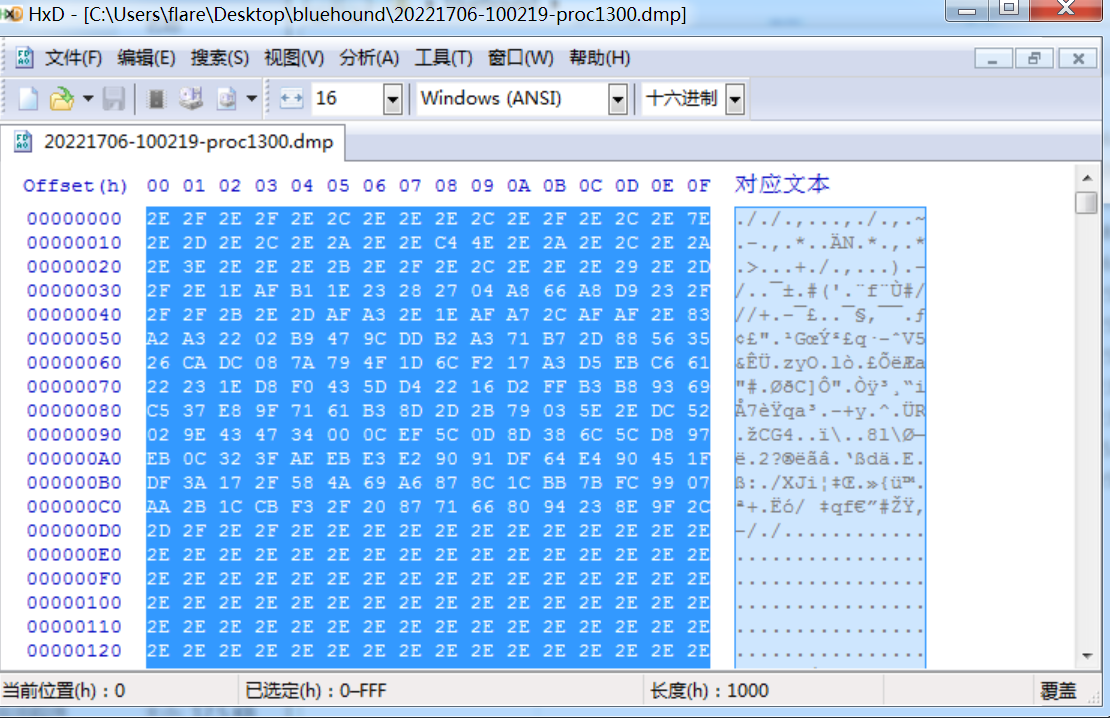 HxD - [C:\Users\flare\Desktop\bluehound\20221706-100219-proc1300.dmp]
文件(F) 编辑(E) 搜索(S) 视图(V) 分析(A) 工具(T) 窗口(W) 帮助(H)
16 Windows (ANSI) 十六进制
20221706-100219-proc1300.dmp
Offset(h) 00 01 02 03 04 05 06 07 08 09 0A 0B 0C 0D 0E 0F 对应文本
00000000 2E 2F 2E 2F 2E 2C 2E 2E 2E 2C 2E 2F 2E 2C 2E 7E ././.,...,./.,.~
00000010 2E 2D 2E 2C 2E 2A 2E 2E C4 4E 2E 2A 2E 2C 2E 2A .-.,.*..ÄN.*.,.*
00000020 2E 3E 2E 2E 2E 2B 2E 2F 2E 2C 2E 2E 2E 29 2E 2D .>...+./.,...).-
00000030 2F 2E 1E AF B1 1E 23 28 27 04 A8 66 A8 D9 23 2F /..¯±.#('.¨f¨Ù#/
00000040 2F 2F 2B 2E 2D AF A3 2E 1E AF A7 2C AF AF 2E 83 //+.-¯£..¯§,¯¯.ƒ
00000050 A2 A3 22 02 B9 47 9C DD B2 A3 71 B7 2D 88 56 35 ¢£".¹GœÝ²£q·-ˆV5
00000060 26 CA DC 08 7A 79 4F 1D 6C F2 17 A3 D5 EB C6 61 &ÊÜ.zyO.lò.£ÕëÆa
00000070 22 23 1E D8 F0 43 5D D4 22 16 D2 FF B3 B8 93 69 "#.ØðC]Ô".Òÿ³¸“i
00000080 C5 37 E8 9F 71 61 B3 8D 2D 2B 79 03 5E 2E DC 52 Å7èŸqa³.-+y.^.ÜR
00000090 02 9E 43 47 34 00 0C EF 5C 0D 8D 38 6C 5C D8 97 .žCG4..ï\..8l\Ø—
000000A0 EB 0C 32 3F AE EB E3 E2 90 91 DF 64 E4 90 45 1F ë.2?®ëãâ.‘ßdä.E.
000000B0 DF 3A 17 2F 58 4A 69 A6 87 8C 1C BB 7B FC 99 07 ß:./XJi¦‡Œ.»{ü™.
000000C0 AA 2B 1C CB F3 2F 20 87 71 66 80 94 23 8E 9F 2C ª+.Ëó/ ‡qf€”#ŽŸ,
000000D0 2D 2F 2E 2F 2E 2E 2E 2E 2E 2E 2E 2E 2E 2E 2E 2E -/./............
000000E0 2E 2E 2E 2E 2E 2E 2E 2E 2E 2E 2E 2E 2E 2E 2E 2E ................
000000F0 2E 2E 2E 2E 2E 2E 2E 2E 2E 2E 2E 2E 2E 2E 2E 2E ................
00000100 2E 2E 2E 2E 2E 2E 2E 2E 2E 2E 2E 2E 2E 2E 2E 2E ................
00000110 2E 2E 2E 2E 2E 2E 2E 2E 2E 2E 2E 2E 2E 2E 2E 2E ................
00000120 2E 2E 2E 2E 2E 2E 2E 2E 2E 2E 2E 2E 2E 2E 2E 2E ................
当前位置(h) : 0 已选定(h) : 0–FFF 长度(h) : 1000 覆盖